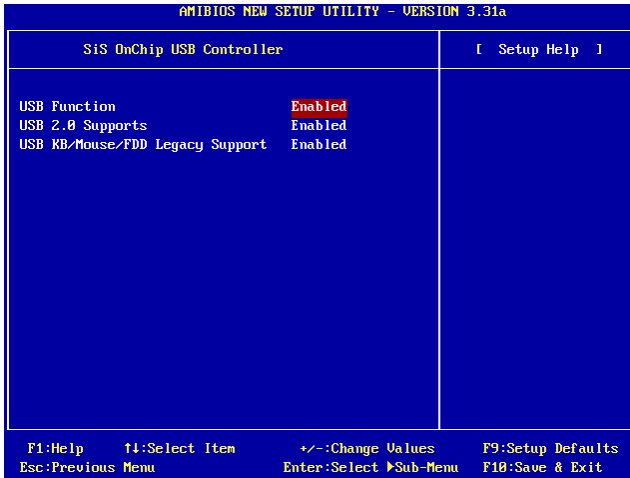 AMIBIOS NEW SETUP UTILITY - VERSION 3.31a
SiS OnChip USB Controller
[ Setup Help ]
USB Function Enabled
USB 2.0 Supports Enabled
USB KB/Mouse/FDD Legacy Support Enabled
F1:Help ↑↓:Select Item +/-:Change Values F9:Setup Defaults
Esc:Previous Menu Enter:Select ▶Sub-Menu F10:Save & Exit